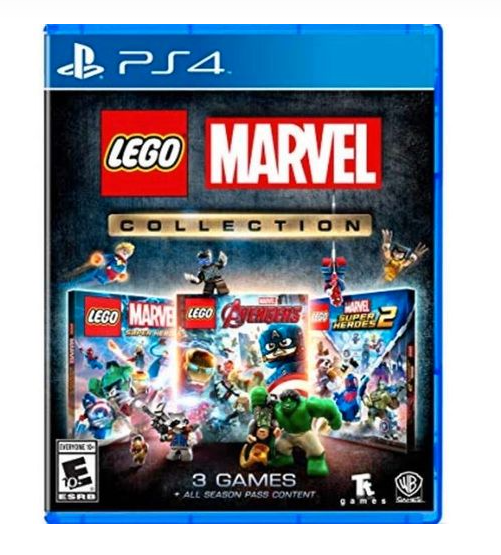 PS4
LEGO MARVEL
COLLECTION
LEGO MARVEL
SUPER HEROES
LEGO MARVEL
AVENGERS
LEGO MARVEL
SUPER
HEROES 2
EVERYONE 10+
E
ESRB
3 GAMES
+ ALL SEASON PASS CONTENT
Tt
games
WB
GAMES